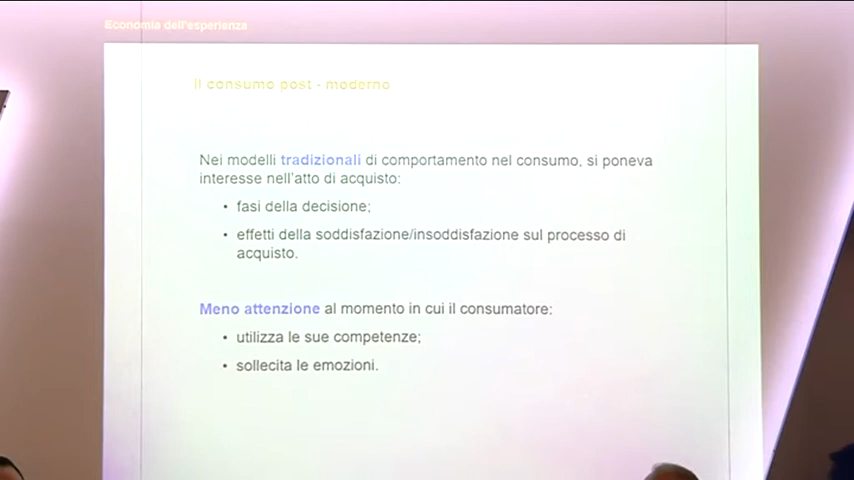 Economia dell'esperienza
Il consumo post - moderno
Nei modelli tradizionali di comportamento nel consumo, si poneva
interesse nell'atto di acquisto:
• fasi della decisione;
• effetti della soddisfazione/insoddisfazione sul processo di
acquisto.
Meno attenzione al momento in cui il consumatore:
• utilizza le sue competenze;
• sollecita le emozioni.